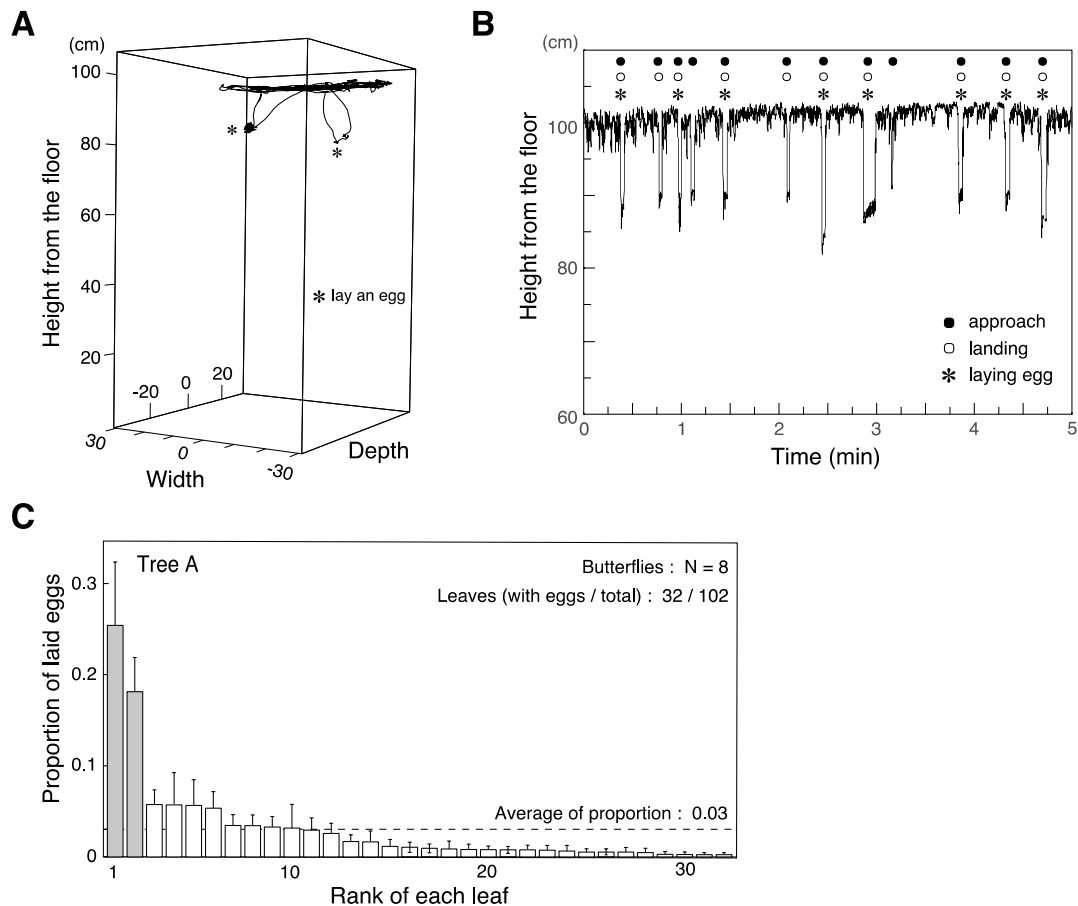 A
(cm)
100
80
60
40
20
Height from the floor
* lay an egg
-20
0
20
30
0
-30
Width
Depth
B
(cm)
100
80
60
Height from the floor
approach
landing
* laying egg
0
1
2
3
4
5
Time (min)
C
Tree A
Butterflies : N = 8
Leaves (with eggs / total) : 32 / 102
Average of proportion : 0.03
0.3
0.2
0.1
0
Proportion of laid eggs
1
10
20
30
Rank of each leaf